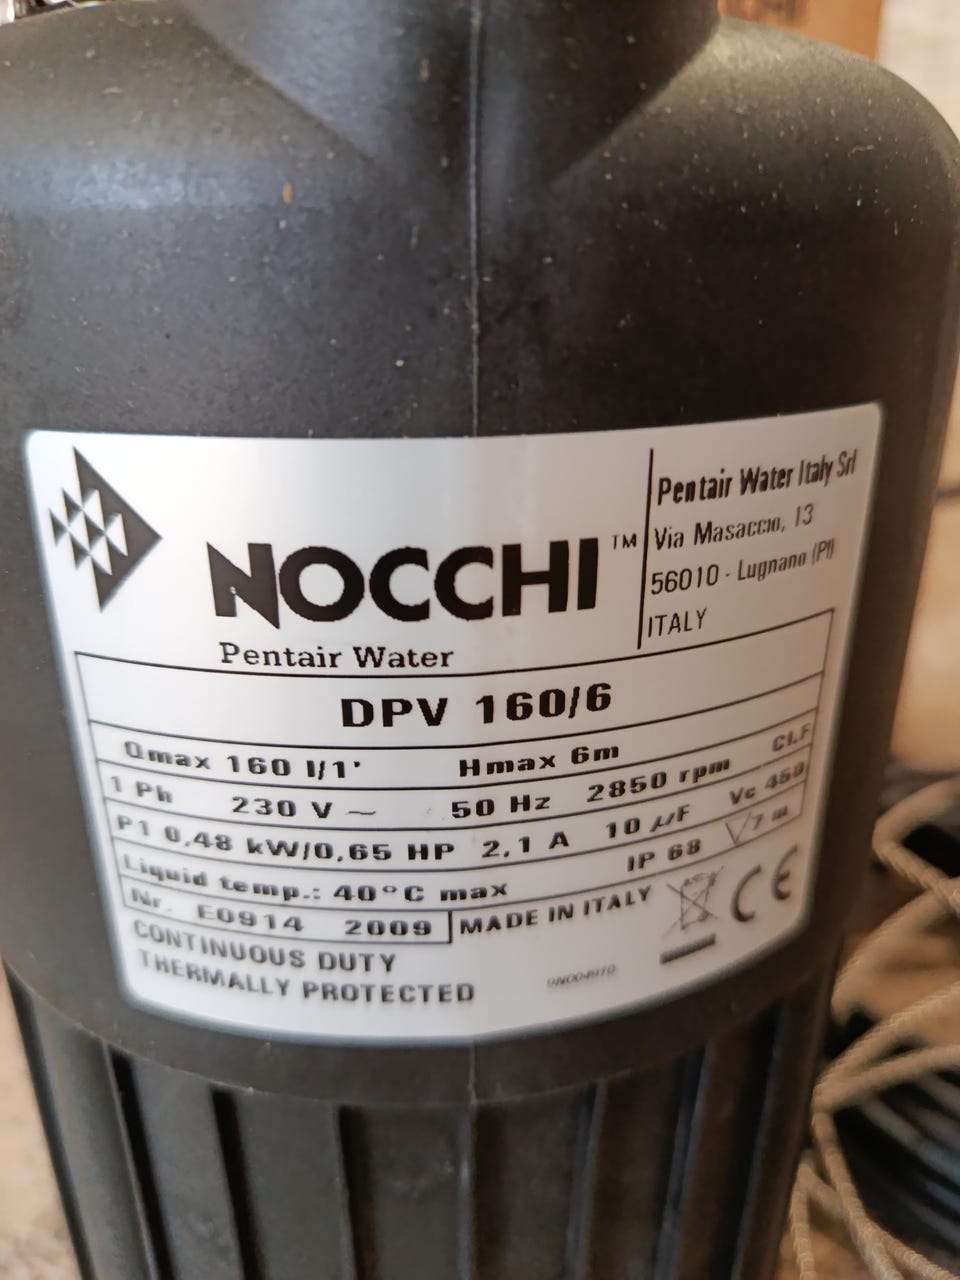 NOCCHI™
Pentair Water
Pentair Water Italy Srl
Via Masaccio, 13
56010 - Lugnano (PI)
ITALY
DPV 160/6
Qmax 160 l/1' Hmax 6m Cl.F
1 Ph 230 V ~ 50 Hz 2850 rpm
P1 0,48 kW/0,65 HP 2,1 A 10 µF Vc 450
Liquid temp.: 40°C max IP 68 7 m
Nr. E0914 2009 MADE IN ITALY CE
CONTINUOUS DUTY
THERMALLY PROTECTED